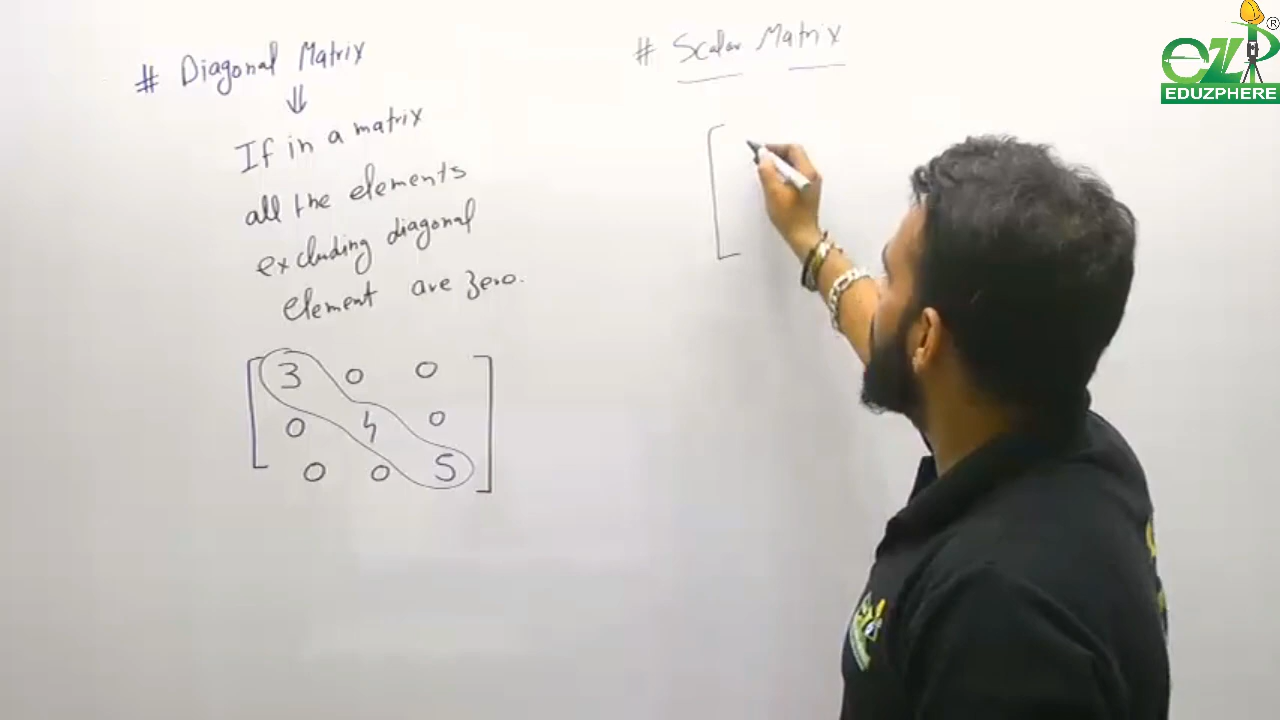 # Diagonal Matrix
⇓
If in a matrix
all the elements
excluding diagonal
element are zero.
3 0 0
0 4 0
0 0 5
# Scalar Matrix
EZ
EDUZPHERE
®